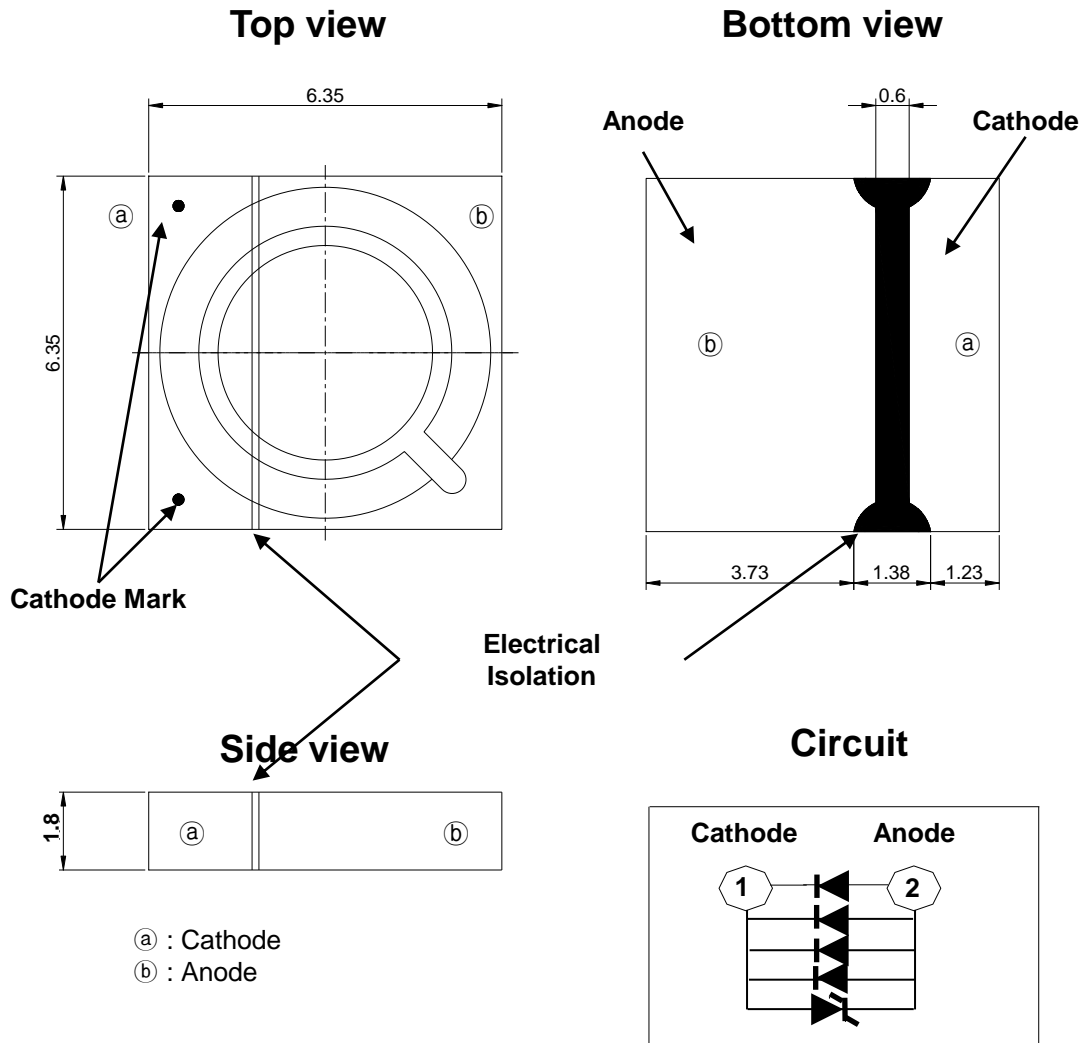 Top view
Bottom view
6.35
0.6
Anode
Cathode
ⓐ
ⓑ
6.35
ⓑ
ⓐ
3.73
1.38
1.23
Cathode Mark
Electrical
Isolation
Side view
Circuit
1.8
ⓐ
ⓑ
Cathode
Anode
1
2
ⓐ : Cathode
ⓑ : Anode